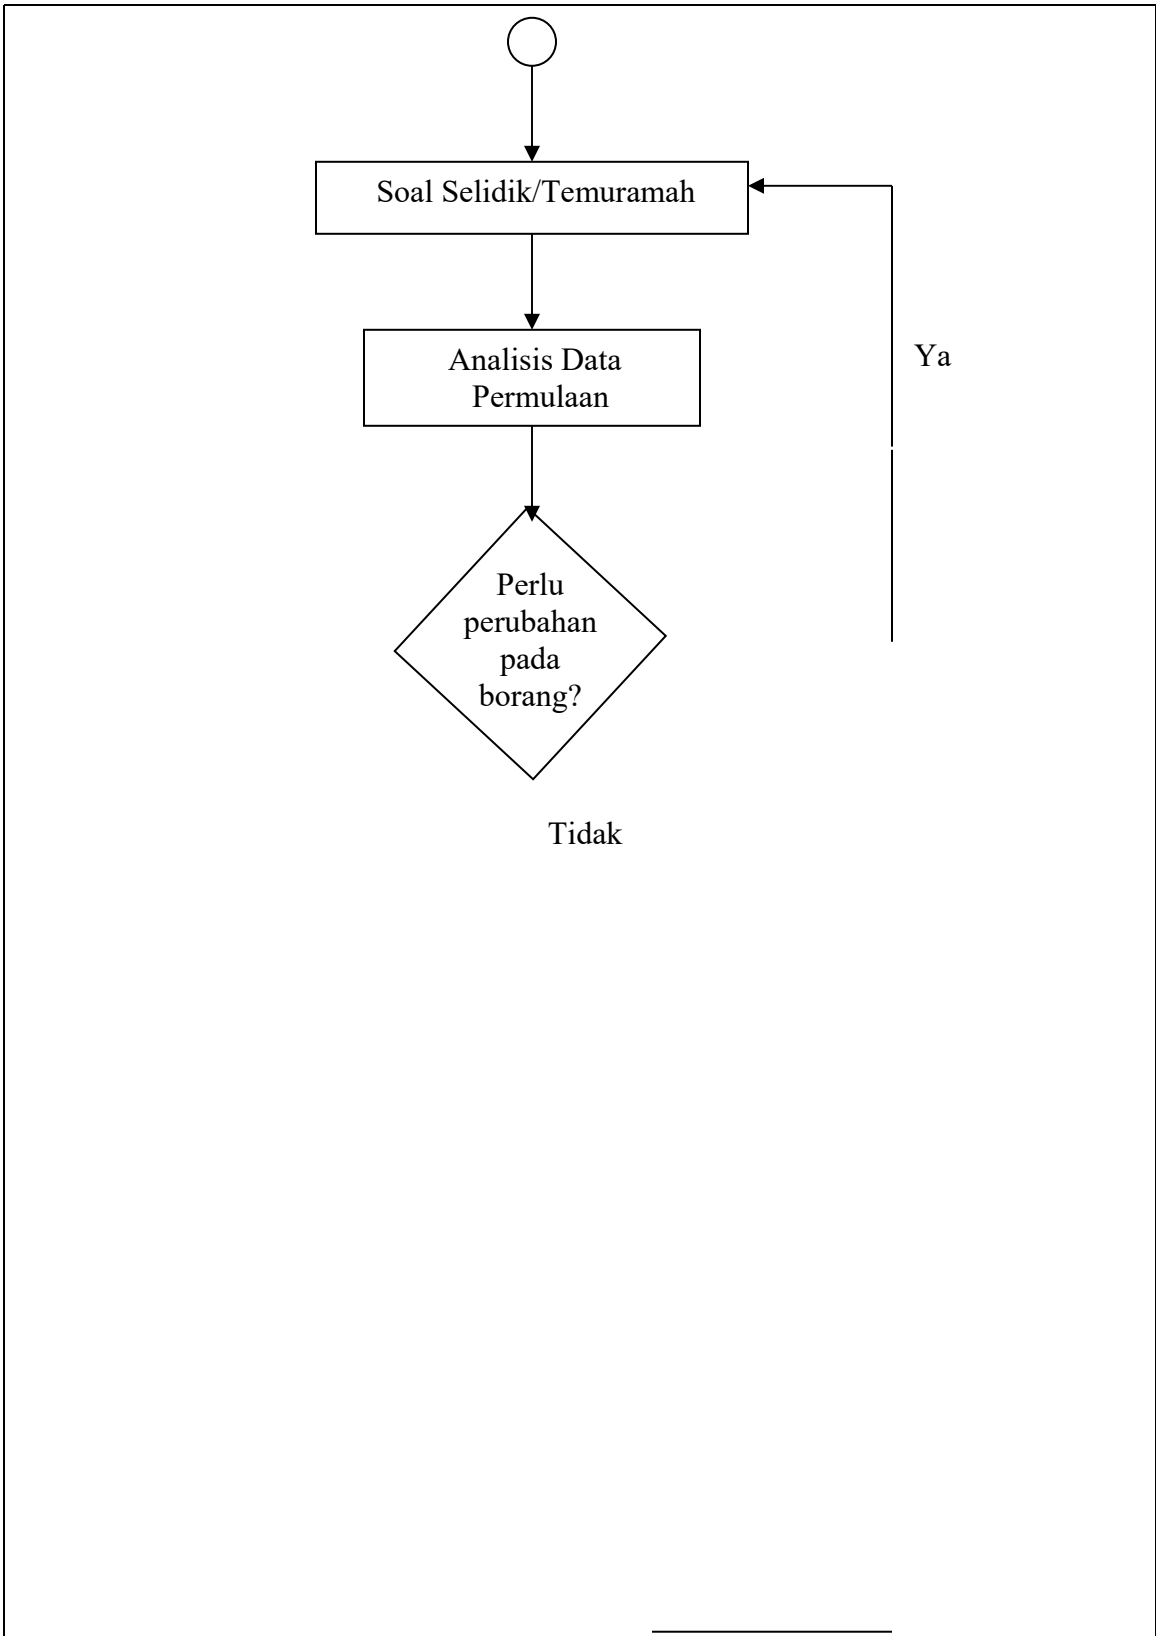 Soal Selidik/Temuramah
Analisis Data
Permulaan
Ya
Perlu
perubahan
pada
borang?
Tidak